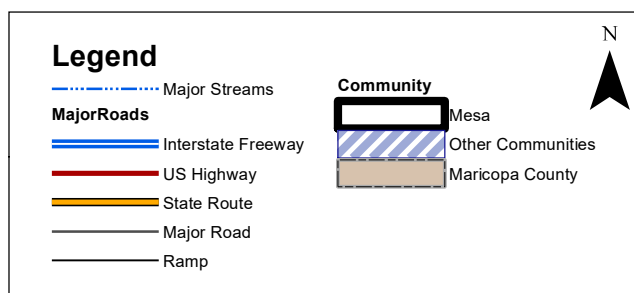 Legend
Major Streams
MajorRoads
Interstate Freeway
US Highway
State Route
Major Road
Ramp
Community
Mesa
Other Communities
Maricopa County
N